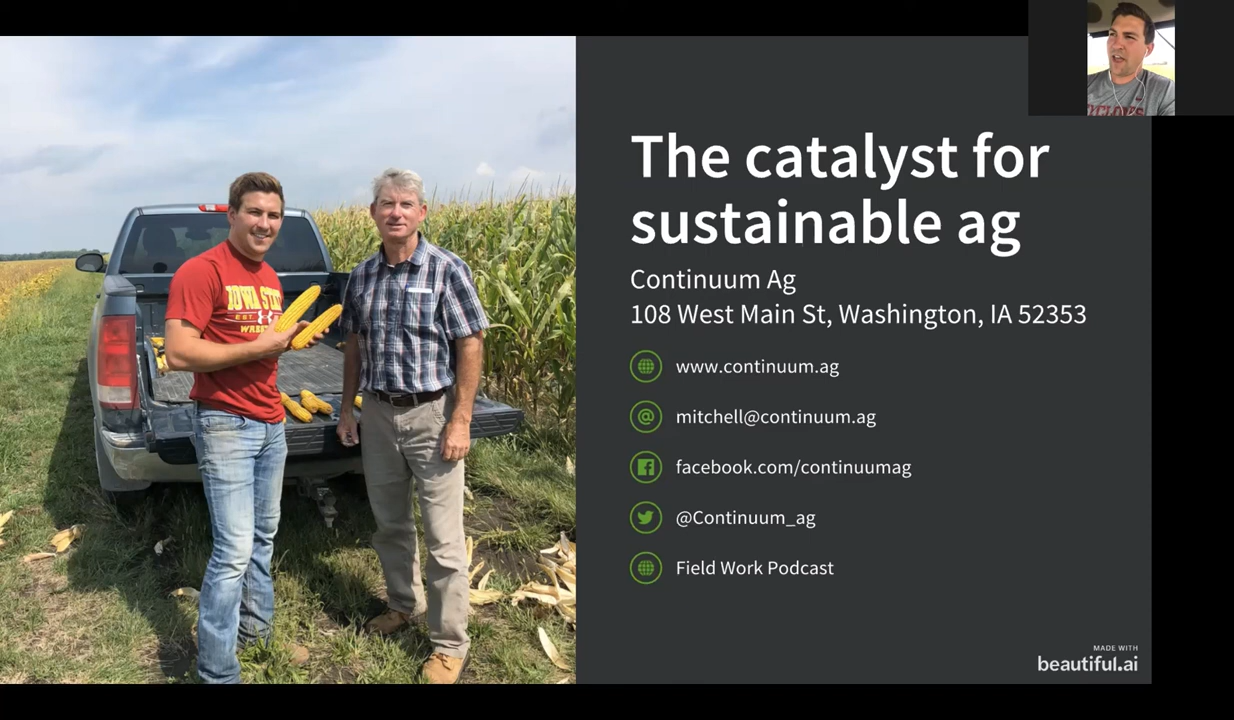 The catalyst for
sustainable ag
Continuum Ag
108 West Main St, Washington, IA 52353
www.continuum.ag
mitchell@continuum.ag
facebook.com/continuumag
@Continuum_ag
Field Work Podcast
IOWA STATE
EST.
MADE WITH
beautiful.ai